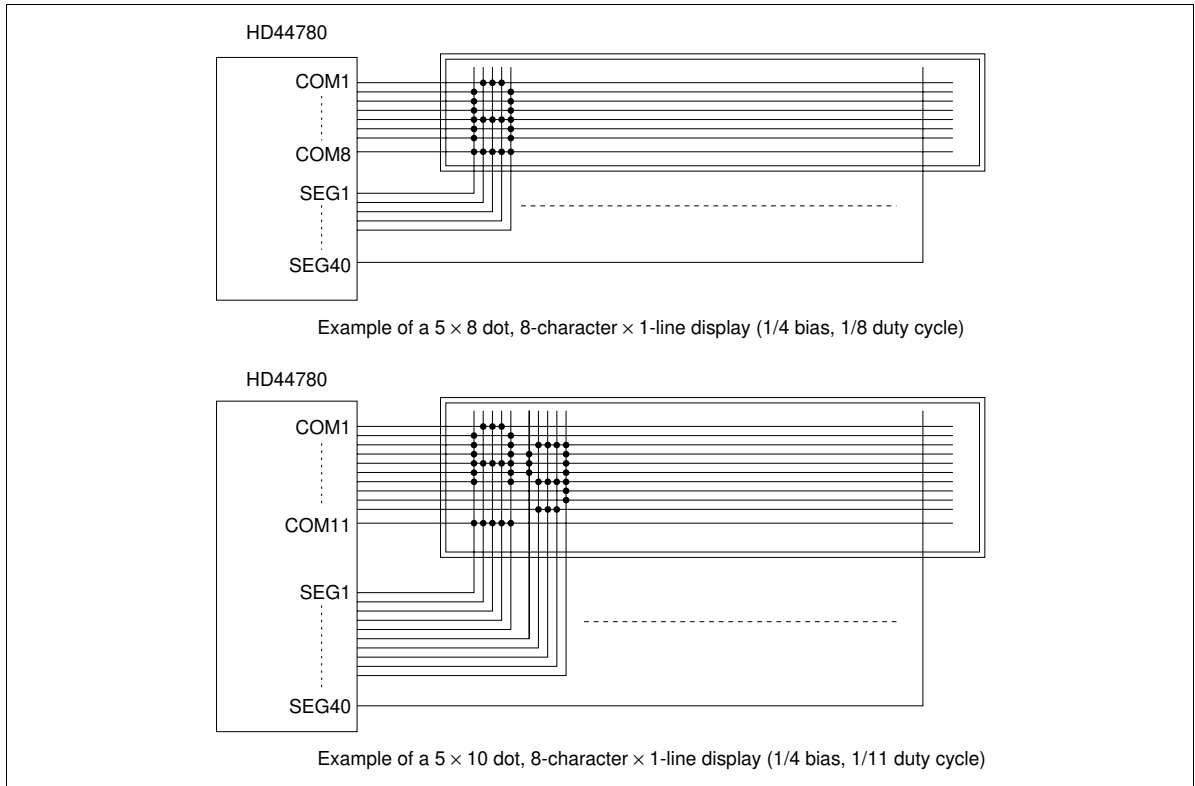 HD44780
COM1
COM8
SEG1
SEG40
Example of a 5 × 8 dot, 8-character × 1-line display (1/4 bias, 1/8 duty cycle)
HD44780
COM1
COM11
SEG1
SEG40
Example of a 5 × 10 dot, 8-character × 1-line display (1/4 bias, 1/11 duty cycle)